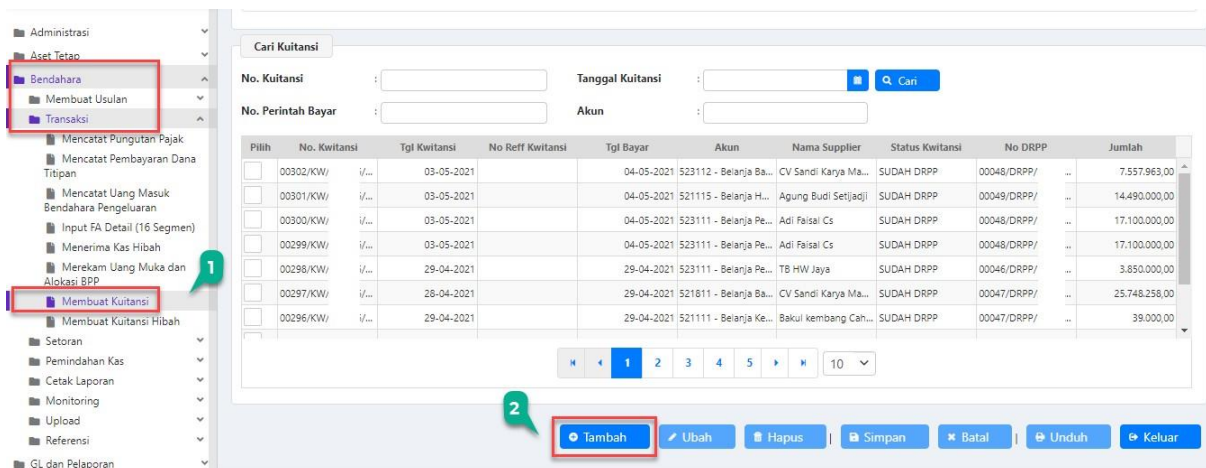 Administrasi
Aset Tetap
Bendahara
Membuat Usulan
Transaksi
Mencatat Pungutan Pajak
Mencatat Pembayaran Dana
Titipan
Mencatat Uang Masuk
Bendahara Pengeluaran
Input FA Detail (16 Segmen)
Menerima Kas Hibah
Merekam Uang Muka dan
Alokasi BPP
1
Membuat Kuitansi
Membuat Kuitansi Hibah
Setoran
Pemindahan Kas
Cetak Laporan
Monitoring
Upload
Referensi
GL dan Pelaporan
Cari Kuitansi
No. Kuitansi : Tanggal Kuitansi : Cari
No. Perintah Bayar : Akun :
Pilih No. Kwitansi Tgl Kwitansi No Reff Kwitansi Tgl Bayar Akun Nama Supplier Status Kwitansi No DRPP Jumlah
00302/KW/ i/... 03-05-2021 04-05-2021 523112 - Belanja Ba... CV Sandi Karya Ma... SUDAH DRPP 00048/DRPP/ ... 7.557.963,00
00301/KW/ i/... 03-05-2021 04-05-2021 521115 - Belanja H... Agung Budi Setijadji SUDAH DRPP 00049/DRPP/ ... 14.490.000,00
00300/KW/ i/... 03-05-2021 04-05-2021 523111 - Belanja Pe... Adi Faisal Cs SUDAH DRPP 00048/DRPP/ ... 17.100.000,00
00299/KW/ i/... 03-05-2021 04-05-2021 523111 - Belanja Pe... Adi Faisal Cs SUDAH DRPP 00048/DRPP/ ... 17.100.000,00
00298/KW/ i/... 29-04-2021 29-04-2021 523111 - Belanja Pe... TB HW Jaya SUDAH DRPP 00046/DRPP/ ... 3.850.000,00
00297/KW/ i/... 28-04-2021 29-04-2021 521811 - Belanja Ba... CV Sandi Karya Ma... SUDAH DRPP 00047/DRPP/ ... 25.748.258,00
00296/KW/ i/... 29-04-2021 29-04-2021 521111 - Belanja Ke... Bakul kembang Cah... SUDAH DRPP 00047/DRPP/ ... 39.000,00
1 2 3 4 5 10
2
Tambah Ubah Hapus | Simpan Batal | Unduh Keluar